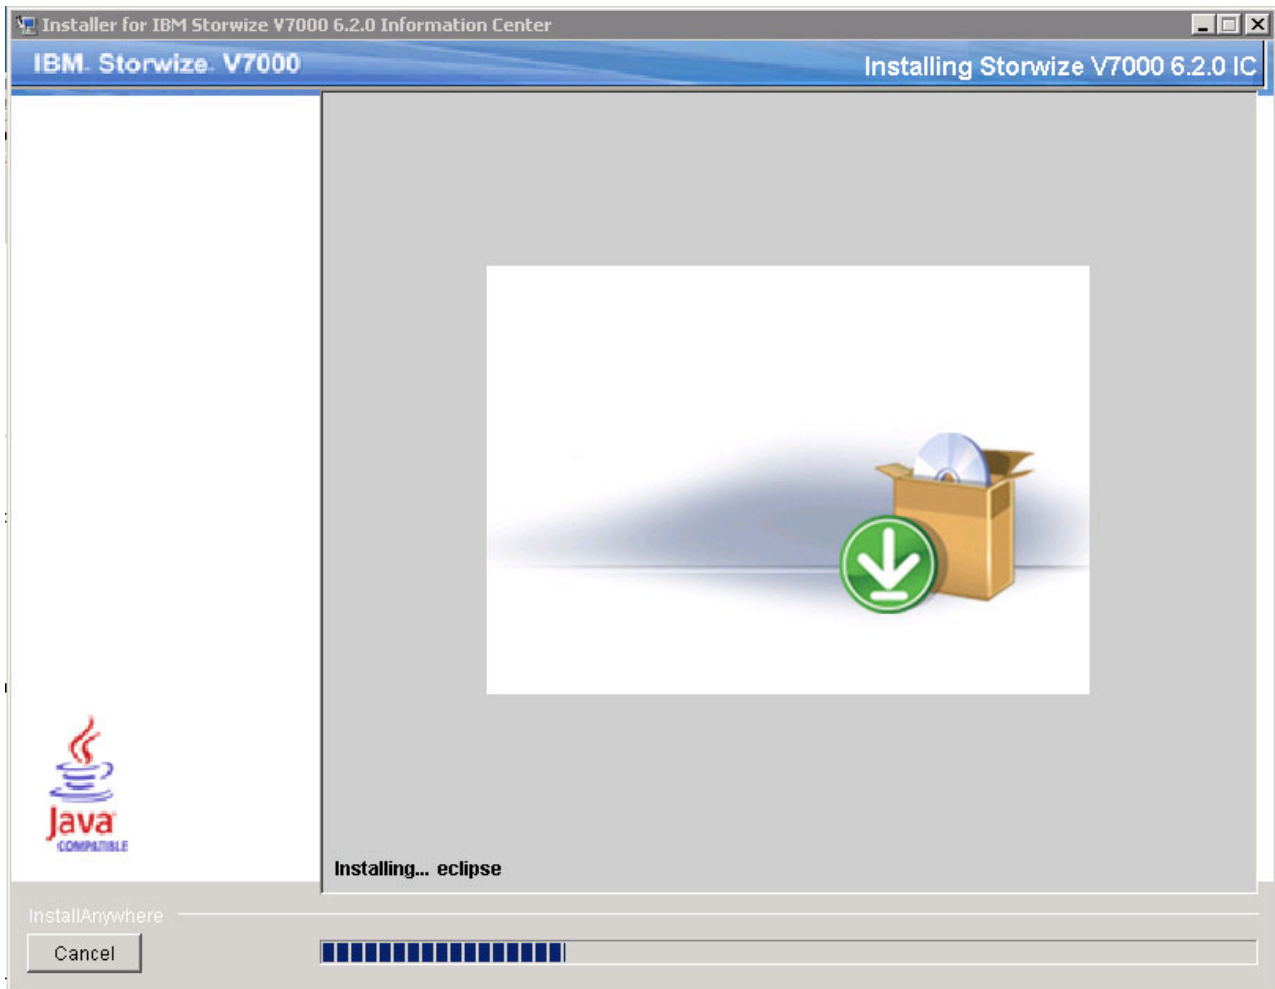 Installer for IBM Storwize V7000 6.2.0 Information Center
IBM. Storwize. V7000
Installing Storwize V7000 6.2.0 IC
Java
COMPATIBLE
Installing... eclipse
InstallAnywhere
Cancel